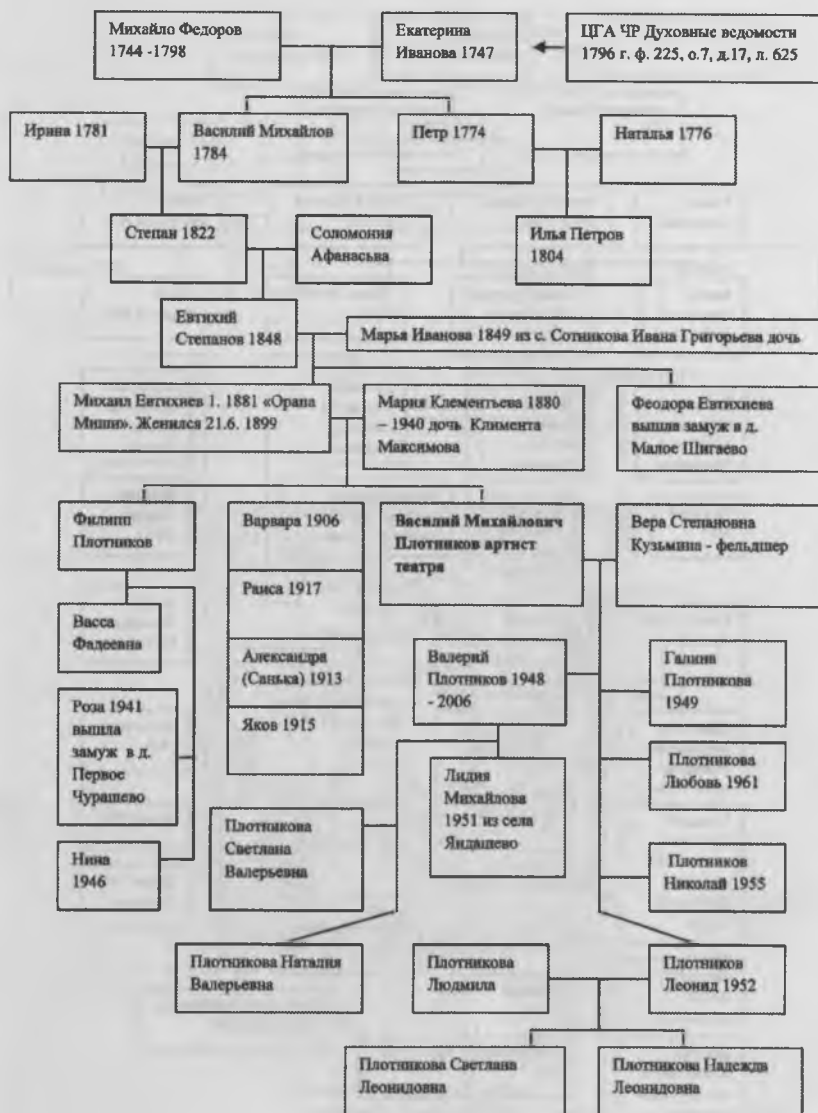 Михайло Федоров
1744 -1798
Екатерина
Иванова 1747
ЦГА ЧР Духовные ведомости
1796 г. ф. 225, о.7, д.17, л. 625
Ирина 1781
Василий Михайлов
1784
Петр 1774
Наталья 1776
Степан 1822
Соломония
Афанасьва
Илья Петров
1804
Евтихий
Степанов 1848
Марья Иванова 1849 из с. Сотникова Ивана Григорьева дочь
Михаил Евтихиев 1. 1881 «Орапа
Миши». Женился 21.6. 1899
Мария Клементьева 1880
– 1940 дочь Климента
Максимова
Феодора Евтихиева
вышла замуж в д.
Малое Шигаево
Филипп
Плотников
Варвара 1906
Василий Михайлович
Плотников артист
театра
Вера Степановна
Кузьмина - фельдшер
Васса
Фадеевна
Раиса 1917
Александра
(Санька) 1913
Валерий
Плотников 1948
- 2006
Галина
Плотникова
1949
Роза 1941
вышла
замуж в д.
Первое
Чурашево
Яков 1915
Лидия
Михайлова
1951 из села
Яндашево
Плотникова
Любовь 1961
Плотникова
Светлана
Валерьевна
Нина
1946
Плотников
Николай 1955
Плотникова Наталия
Валерьевна
Плотникова
Людмила
Плотников
Леонид 1952
Плотникова Светлана
Леонидовна
Плотникова Надежда
Леонидовна